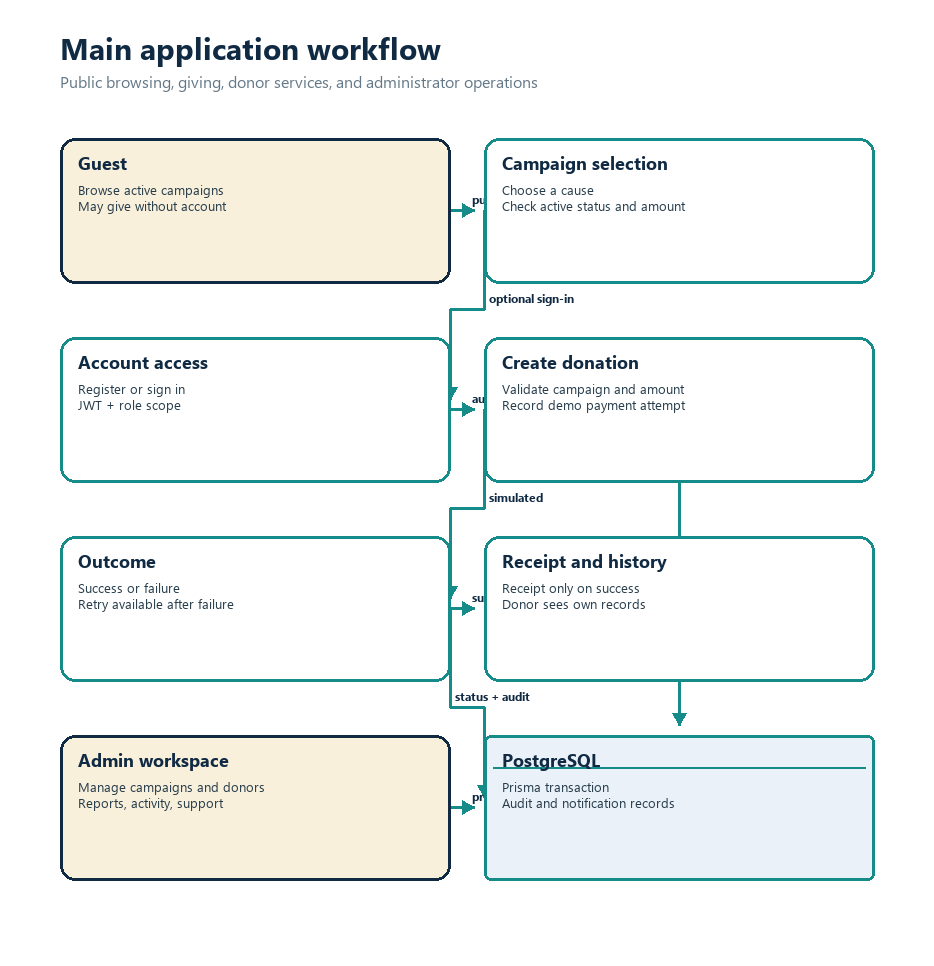 Main application workflow
Public browsing, giving, donor services, and administrator operations
Guest
Browse active campaigns
May give without account
Campaign selection
Choose a cause
Check active status and amount
optional sign-in
Account access
Register or sign in
JWT + role scope
Create donation
Validate campaign and amount
Record demo payment attempt
simulated
Outcome
Success or failure
Retry available after failure
Receipt and history
Receipt only on success
Donor sees own records
status + audit
Admin workspace
Manage campaigns and donors
Reports, activity, support
PostgreSQL
Prisma transaction
Audit and notification records